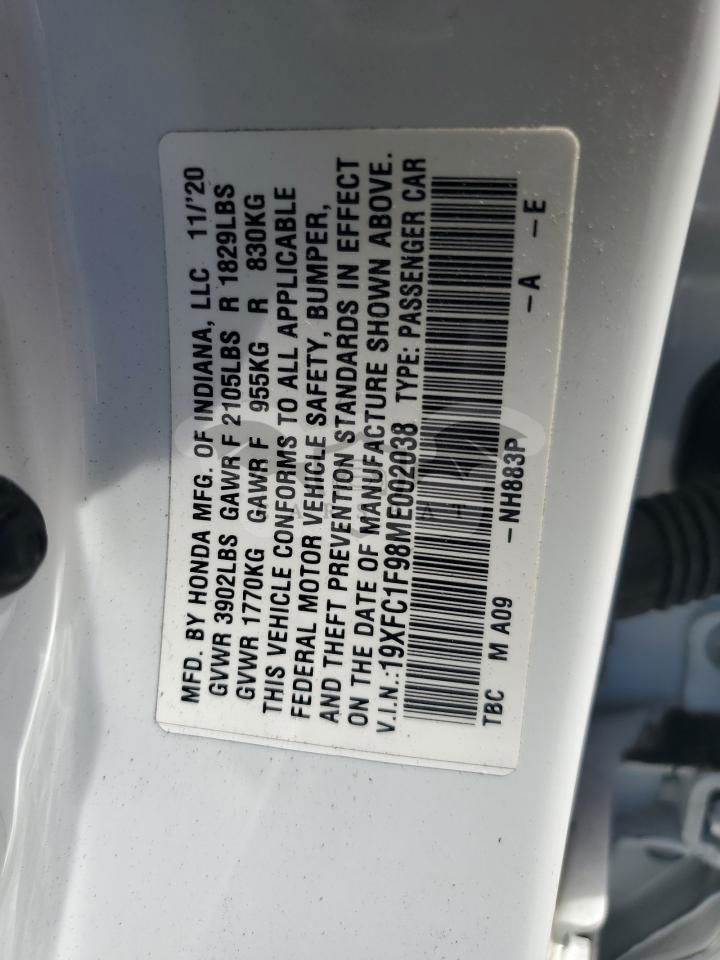 MFD. BY HONDA MFG. OF INDIANA, LLC 11/'20
GVWR 3902LBS GAWR F 2105LBS R 1829LBS
GVWR 1770KG GAWR F 955KG R 830KG
THIS VEHICLE CONFORMS TO ALL APPLICABLE
FEDERAL MOTOR VEHICLE SAFETY, BUMPER,
AND THEFT PREVENTION STANDARDS IN EFFECT
ON THE DATE OF MANUFACTURE SHOWN ABOVE.
V.I.N.:19XFC1F98ME002038 TYPE: PASSENGER CAR
TBC M A09 -NH883P -A -E